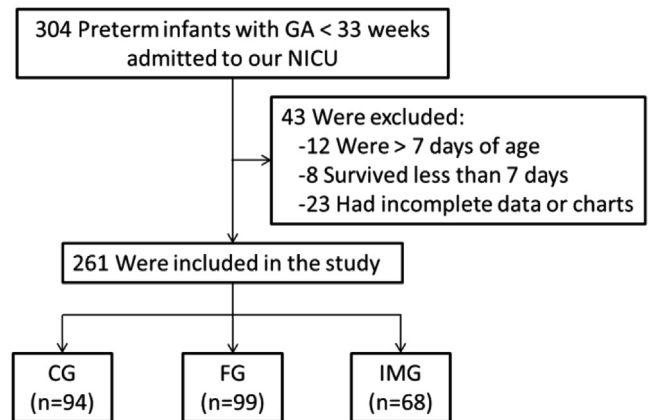 304 Preterm infants with GA < 33 weeks
admitted to our NICU
43 Were excluded:
-12 Were > 7 days of age
-8 Survived less than 7 days
-23 Had incomplete data or charts
261 Were included in the study
CG
(n=94)
FG
(n=99)
IMG
(n=68)